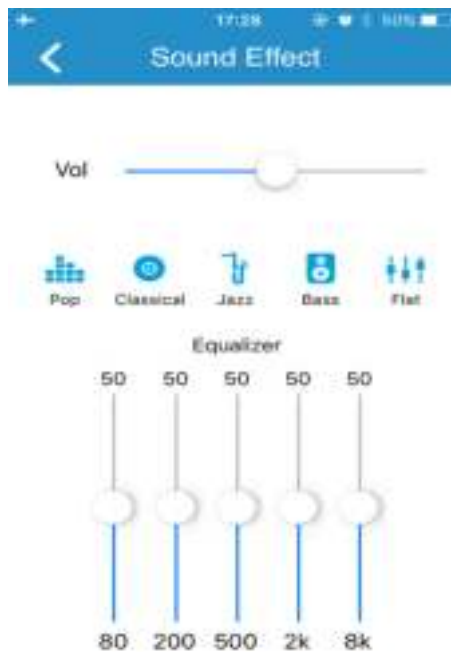 17:28 50%
Sound Effect
Vol
Pop Classical Jazz Bass Flat
Equalizer
50 50 50 50 50
80 200 500 2k 8k